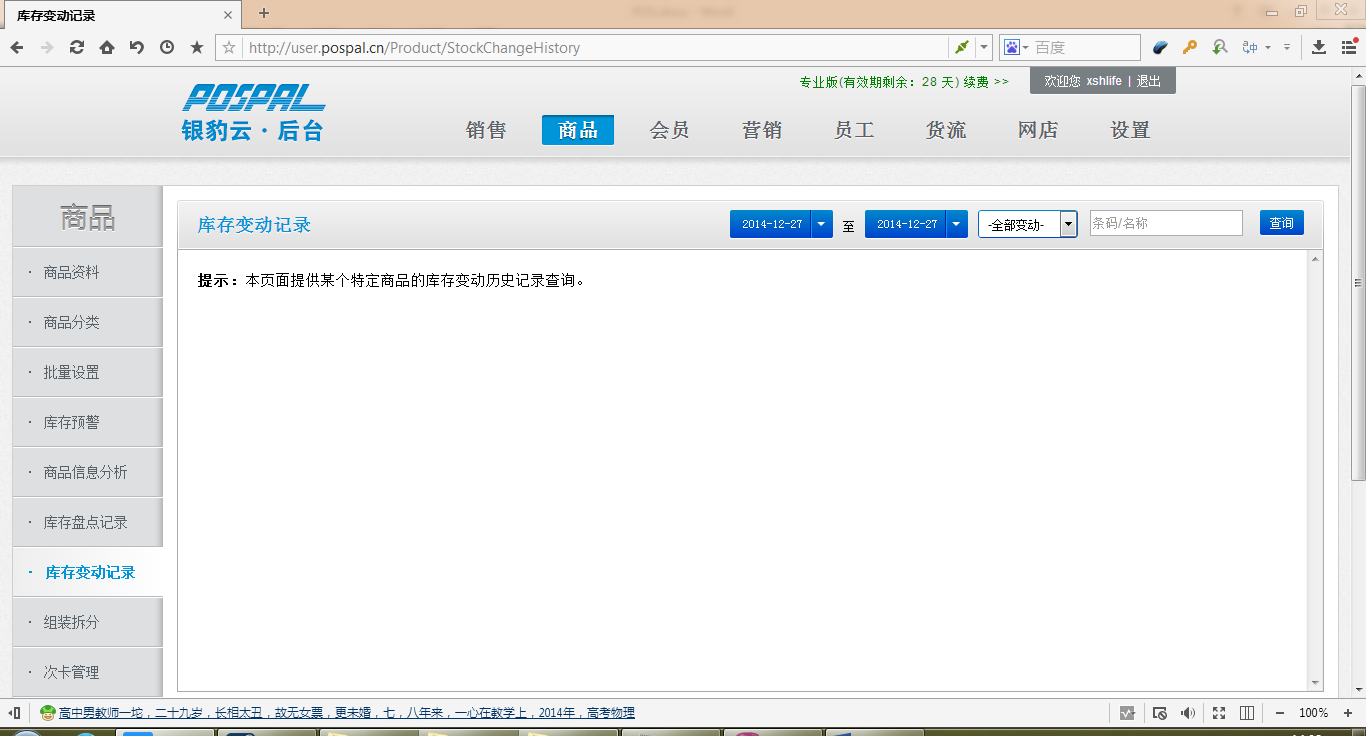 库存变动记录
http://user.pospal.cn/Product/StockChangeHistory
百度
专业版(有效期剩余：28 天) 续费 >>
欢迎您 xshlife | 退出
POSPAL
银豹云·后台
销售 商品 会员 营销 员工 货流 网店 设置
商品
· 商品资料
· 商品分类
· 批量设置
· 库存预警
· 商品信息分析
· 库存盘点记录
· 库存变动记录
· 组装拆分
· 次卡管理
库存变动记录
2014-12-27 至 2014-12-27 -全部变动- 条码/名称 查询
提示：本页面提供某个特定商品的库存变动历史记录查询。
高中男教师一坨，二十九岁，长相太丑，故无女票，更未婚，七，八年来，一心在教学上，2014年，高考物理
100%